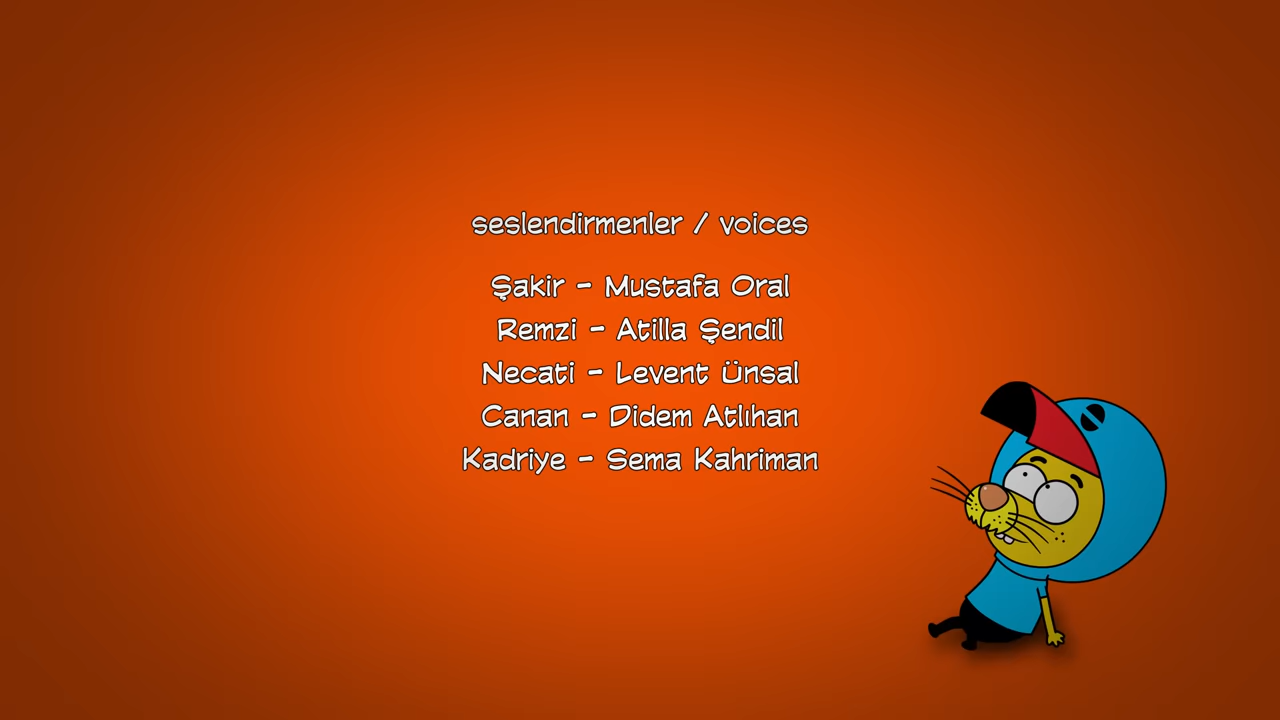 seslendirmenler / voices
Şakir - Mustafa Oral
Remzi - Atilla Şendil
Necati - Levent Ünsal
Canan - Didem Atlıhan
Kadriye - Sema Kahriman